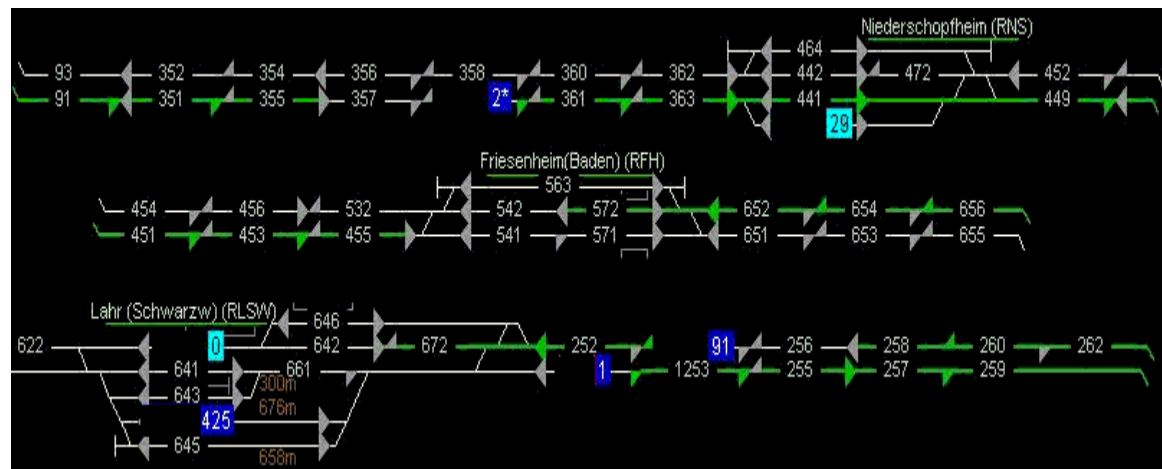 Niederschopfheim (RNS)
464
93 352 354 356 358 360 362 442 472 452
91 351 355 357 2* 361 363 441 449
29
Friesenheim(Baden) (RFH)
563
454 456 532 542 572 652 654 656
451 453 455 541 571 651 653 655
Lahr (Schwarzw) (RLSW)
646
622 0 642 672 252 91 256 258 260 262
641 661 1 1253 255 257 259
300m
643
676m
425
645
658m